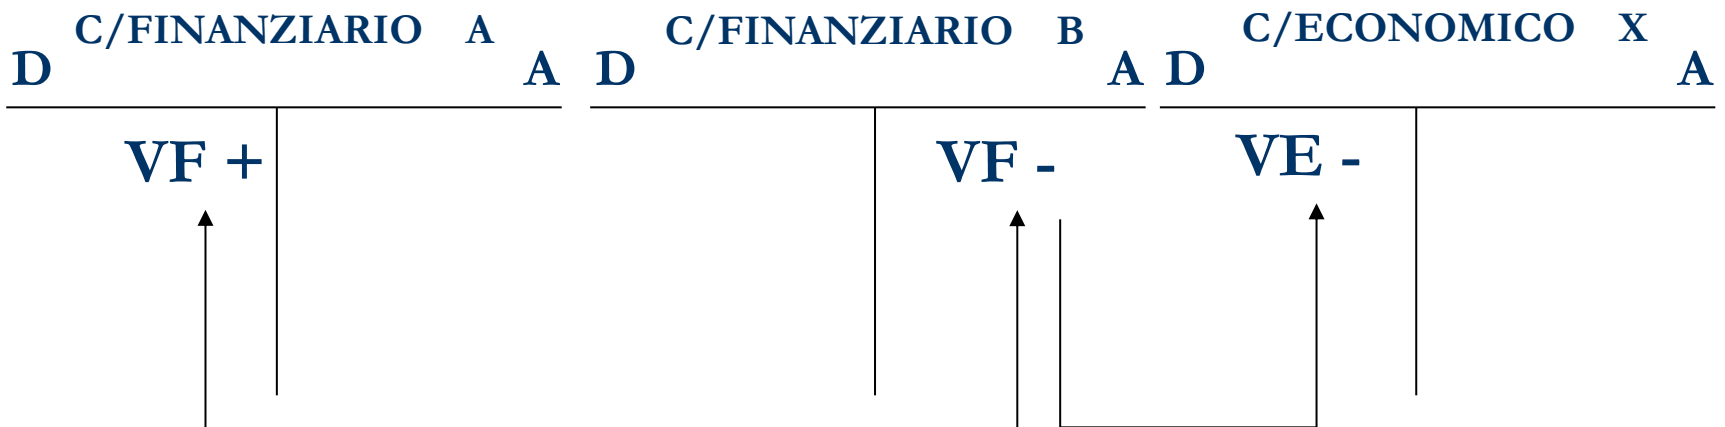 C/FINANZIARIO A
D A
VF +
C/FINANZIARIO B
D A
VF -
C/ECONOMICO X
D A
VE -